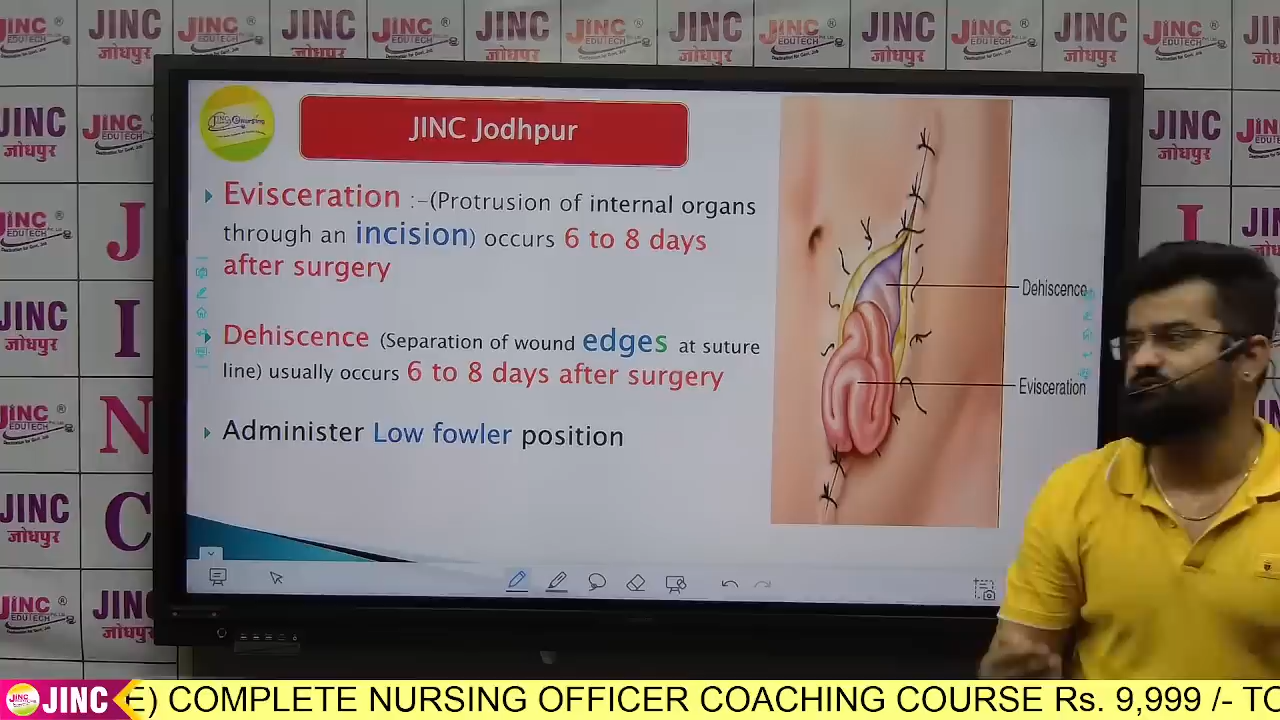 JINC EDUTECH जोधपुर
JINC Jodhpur
Evisceration :-(Protrusion of internal organs
through an incision) occurs 6 to 8 days
after surgery
Dehiscence (Separation of wound edges at suture
line) usually occurs 6 to 8 days after surgery
Administer Low fowler position
Dehiscence
Evisceration
J
I
N
C
JINC
E) COMPLETE NURSING OFFICER COACHING COURSE Rs. 9,999 /- TO